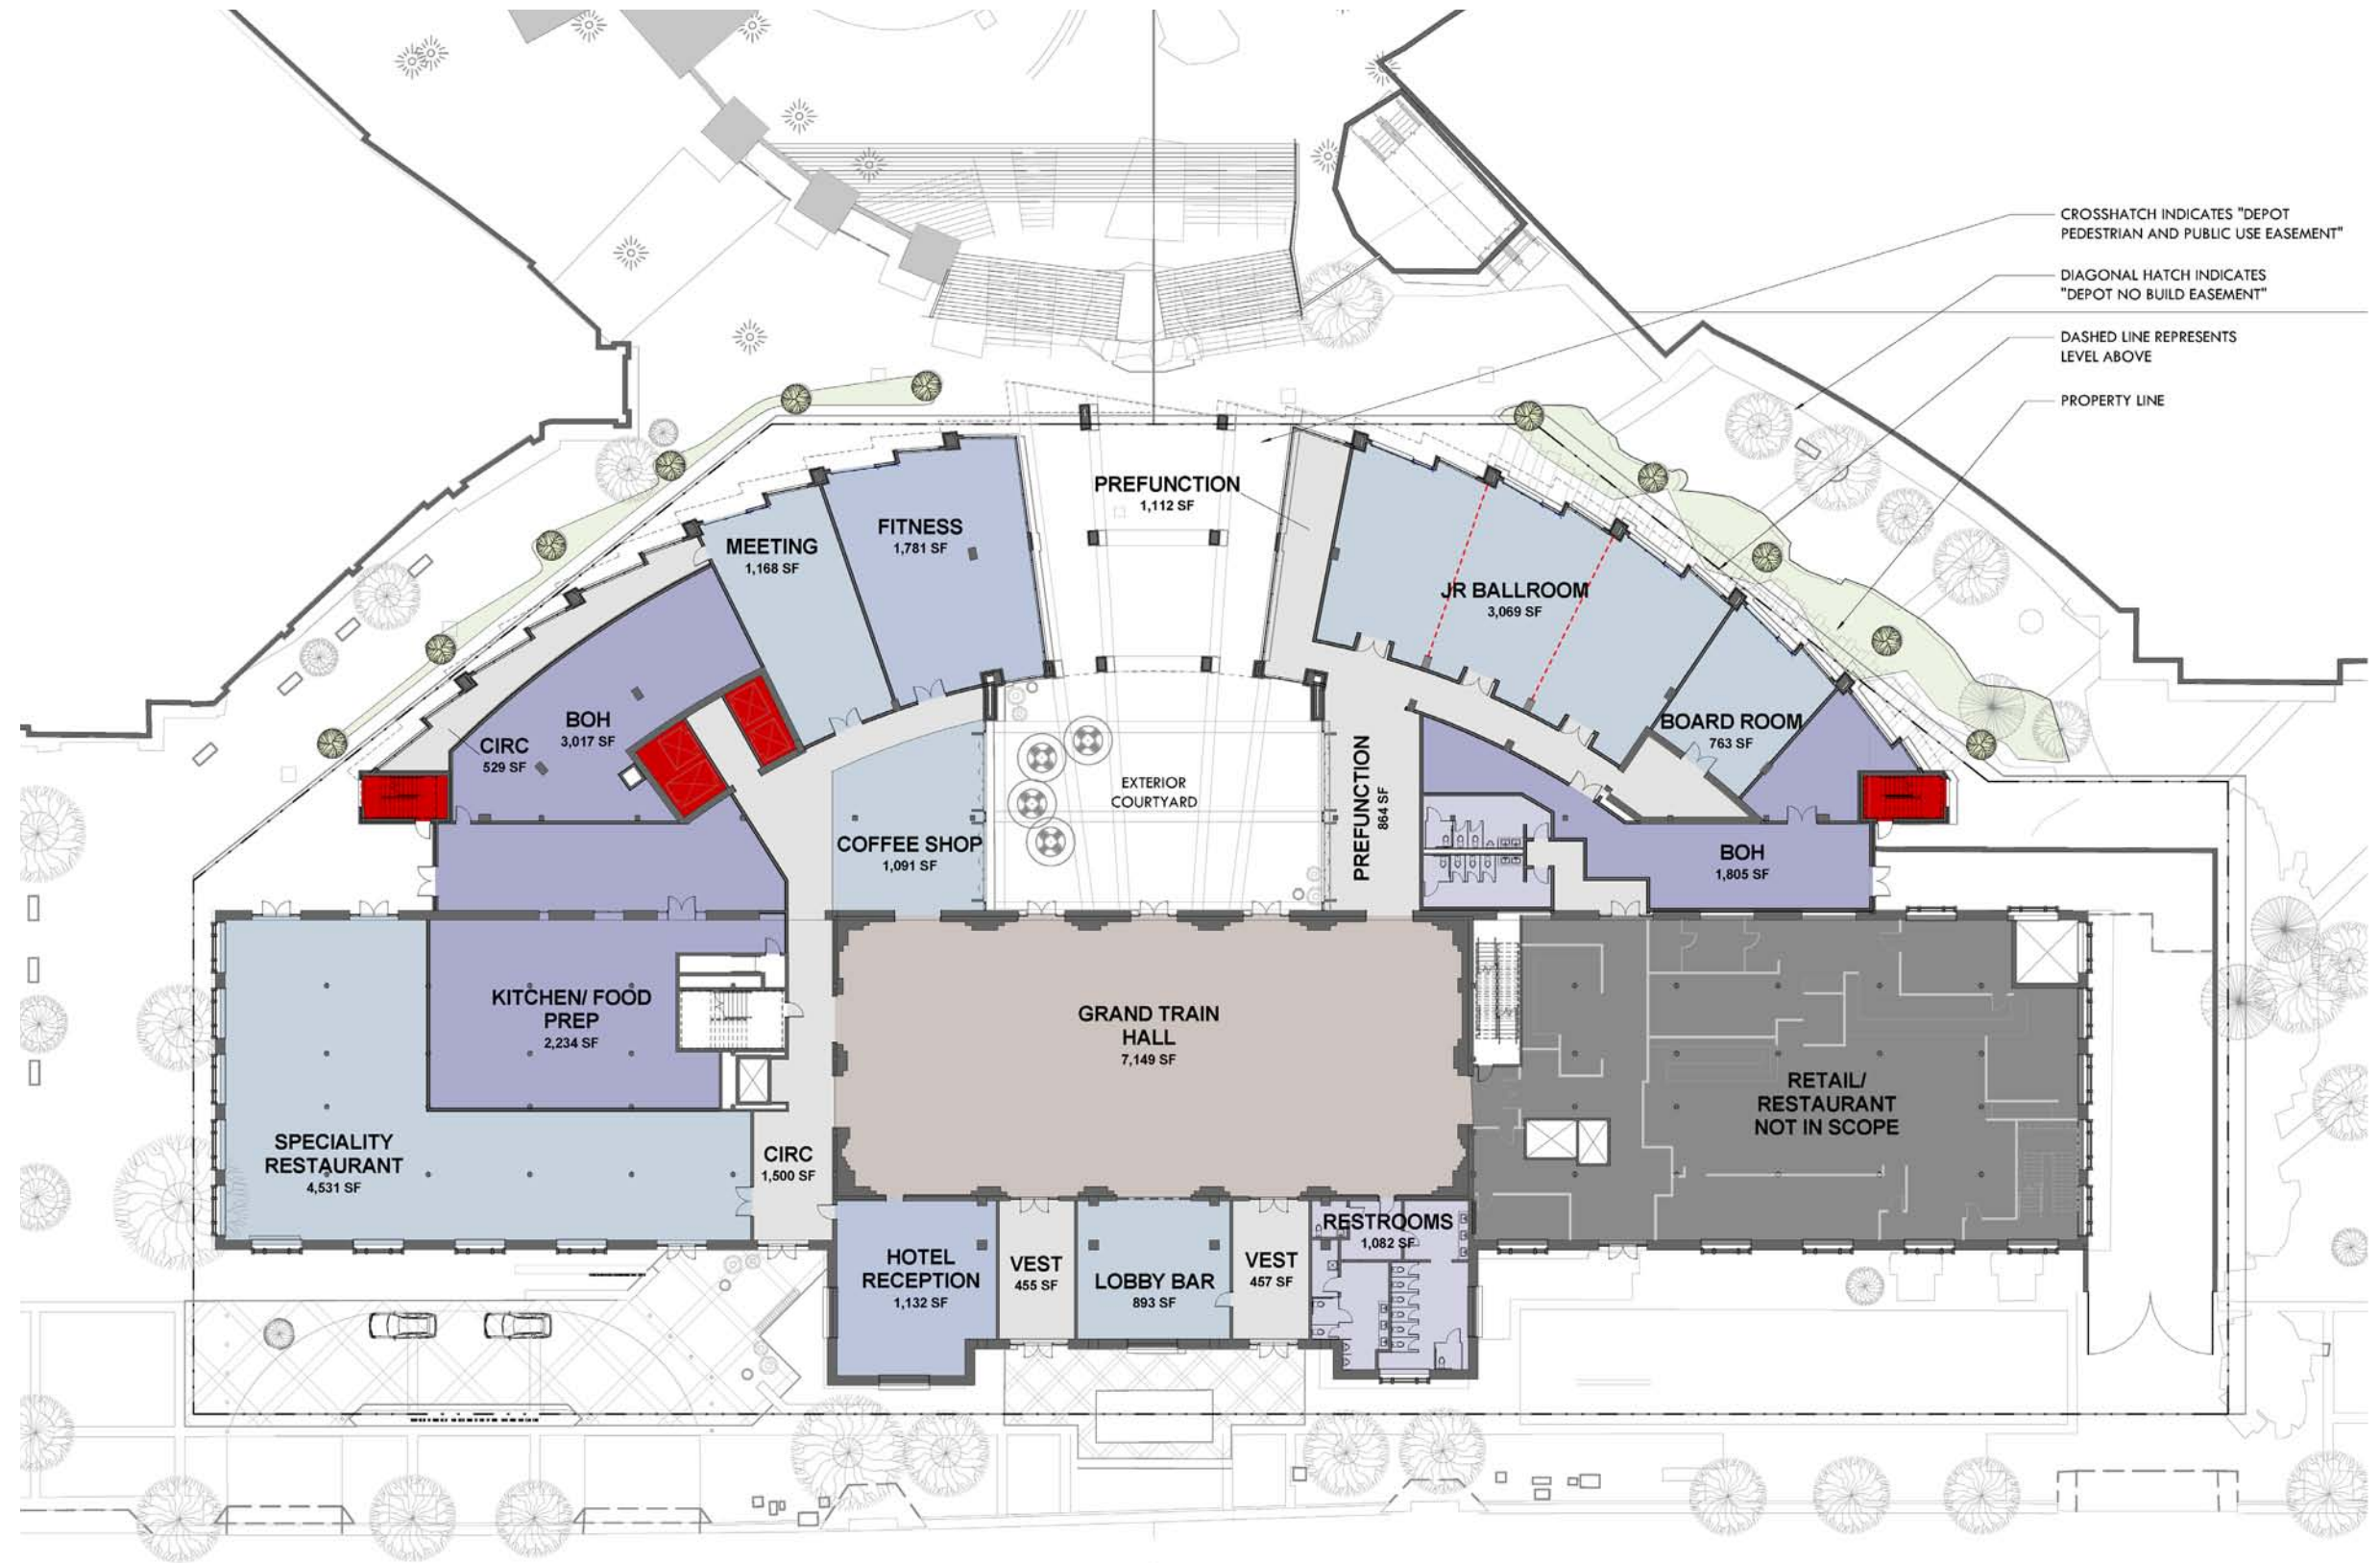 CROSSHATCH INDICATES "DEPOT
PEDESTRIAN AND PUBLIC USE EASEMENT"
DIAGONAL HATCH INDICATES
"DEPOT NO BUILD EASEMENT"
DASHED LINE REPRESENTS
LEVEL ABOVE
PROPERTY LINE
PREFUNCTION
1,112 SF
FITNESS
1,781 SF
MEETING
1,168 SF
JR BALLROOM
3,069 SF
BOH
3,017 SF
CIRC
529 SF
BOARD ROOM
763 SF
EXTERIOR
COURTYARD
PREFUNCTION
864 SF
COFFEE SHOP
1,091 SF
BOH
1,805 SF
KITCHEN/ FOOD
PREP
2,234 SF
GRAND TRAIN
HALL
7,149 SF
RETAIL/
RESTAURANT
NOT IN SCOPE
SPECIALITY
RESTAURANT
4,531 SF
CIRC
1,500 SF
HOTEL
RECEPTION
1,132 SF
VEST
455 SF
LOBBY BAR
893 SF
VEST
457 SF
RESTROOMS
1,082 SF